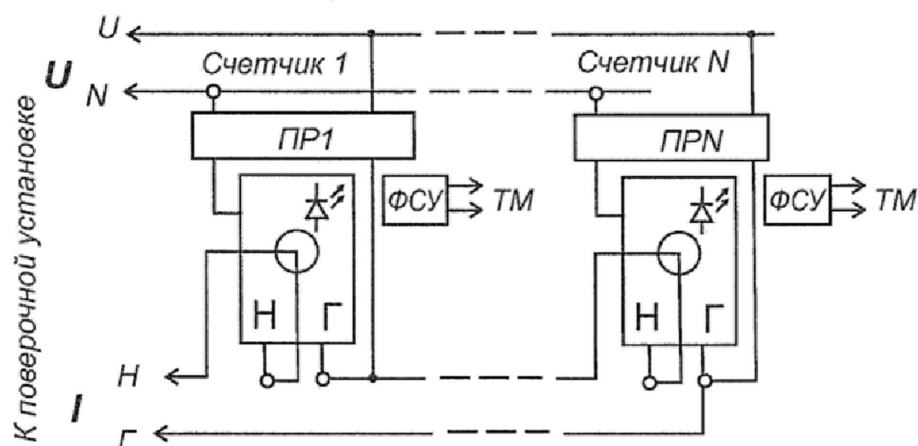 U
Счетчик 1
Счетчик N
U
N
ПР1
ПРN
ФСУ
ТМ
ФСУ
ТМ
К поверочной установке
Н
Г
Н
Г
Н
I
Г